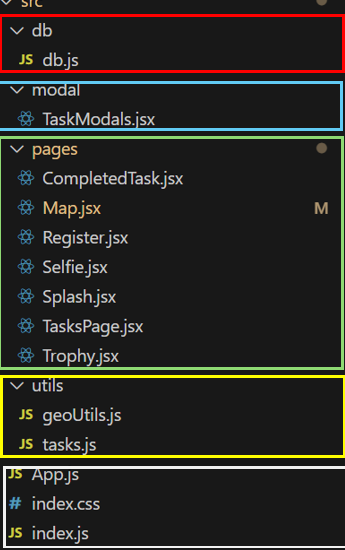 src
db
JS db.js
modal
TaskModals.jsx
pages
CompletedTask.jsx
Map.jsx M
Register.jsx
Selfie.jsx
Splash.jsx
TasksPage.jsx
Trophy.jsx
utils
JS geoUtils.js
JS tasks.js
JS App.js
# index.css
JS index.js